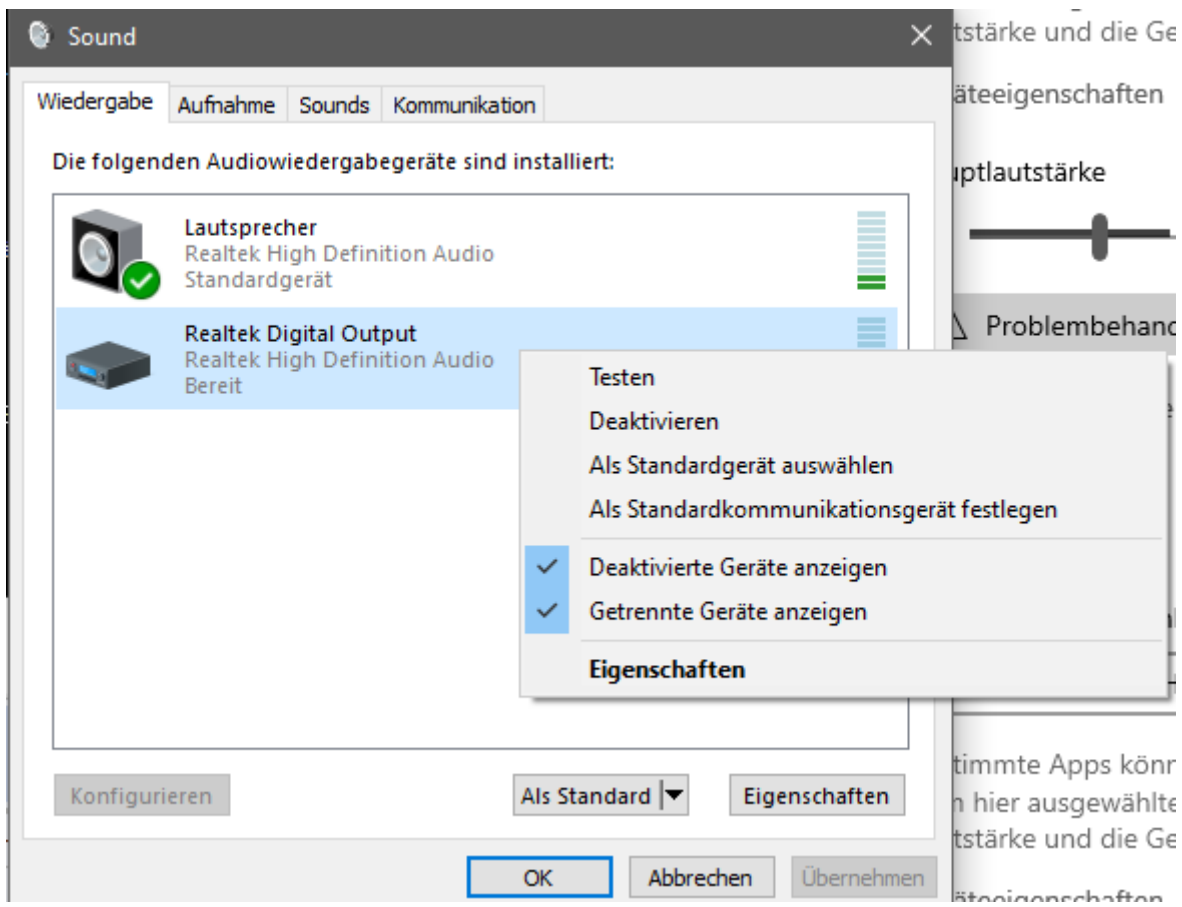 Sound
Wiedergabe
Aufnahme
Sounds
Kommunikation
Die folgenden Audiowiedergabegeräte sind installiert:
Lautsprecher
Realtek High Definition Audio
Standardgerät
Realtek Digital Output
Realtek High Definition Audio
Bereit
Testen
Deaktivieren
Als Standardgerät auswählen
Als Standardkommunikationsgerät festlegen
Deaktivierte Geräte anzeigen
Getrennte Geräte anzeigen
Eigenschaften
Konfigurieren
Als Standard
Eigenschaften
OK
Abbrechen
Übernehmen
tstärke und die Ge
äteeigenschaften
uptlautstärke
Problembehand
timmte Apps könn
n hier ausgewählte
tstärke und die Ge
äteeigenschaften